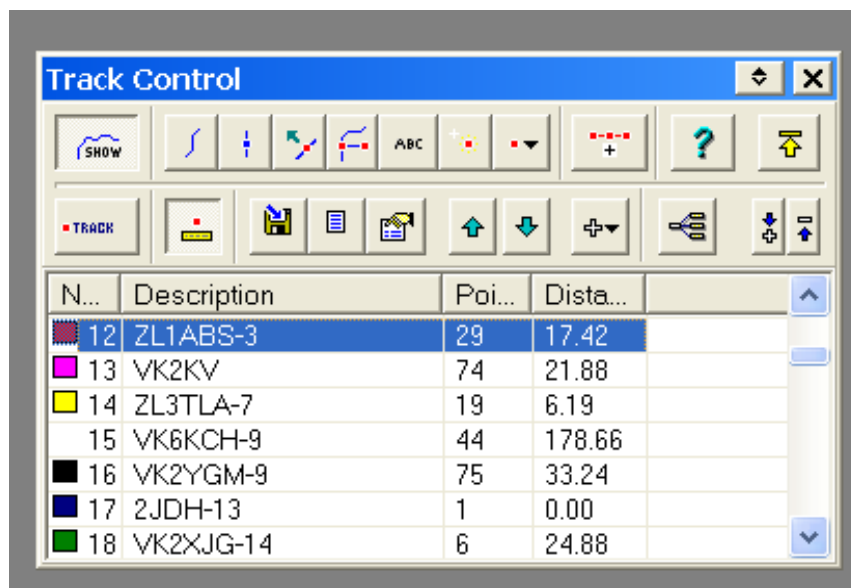 Track Control
SHOW ABC ?
TRACK
N... Description Poi... Dista...
12 ZL1ABS-3 29 17.42
13 VK2KV 74 21.88
14 ZL3TLA-7 19 6.19
15 VK6KCH-9 44 178.66
16 VK2YGM-9 75 33.24
17 2JDH-13 1 0.00
18 VK2XJG-14 6 24.88